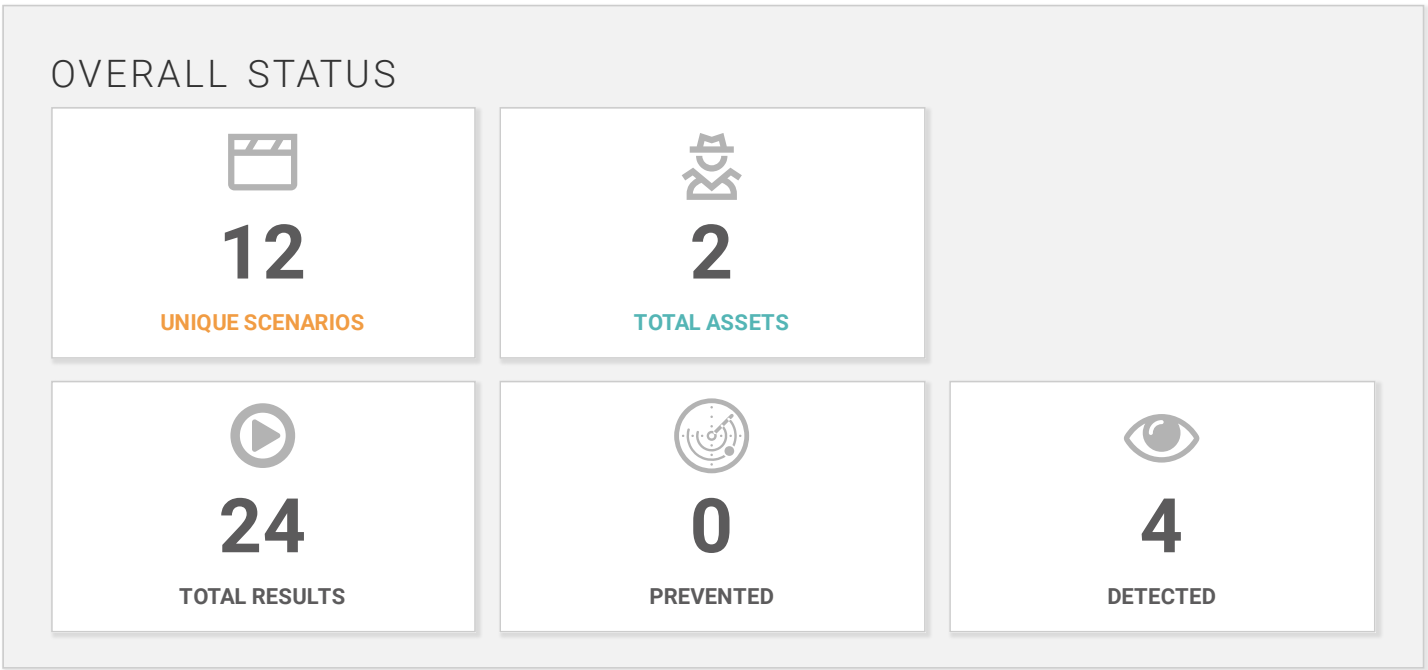 OVERALL STATUS
12
UNIQUE SCENARIOS
2
TOTAL ASSETS
24
TOTAL RESULTS
0
PREVENTED
4
DETECTED